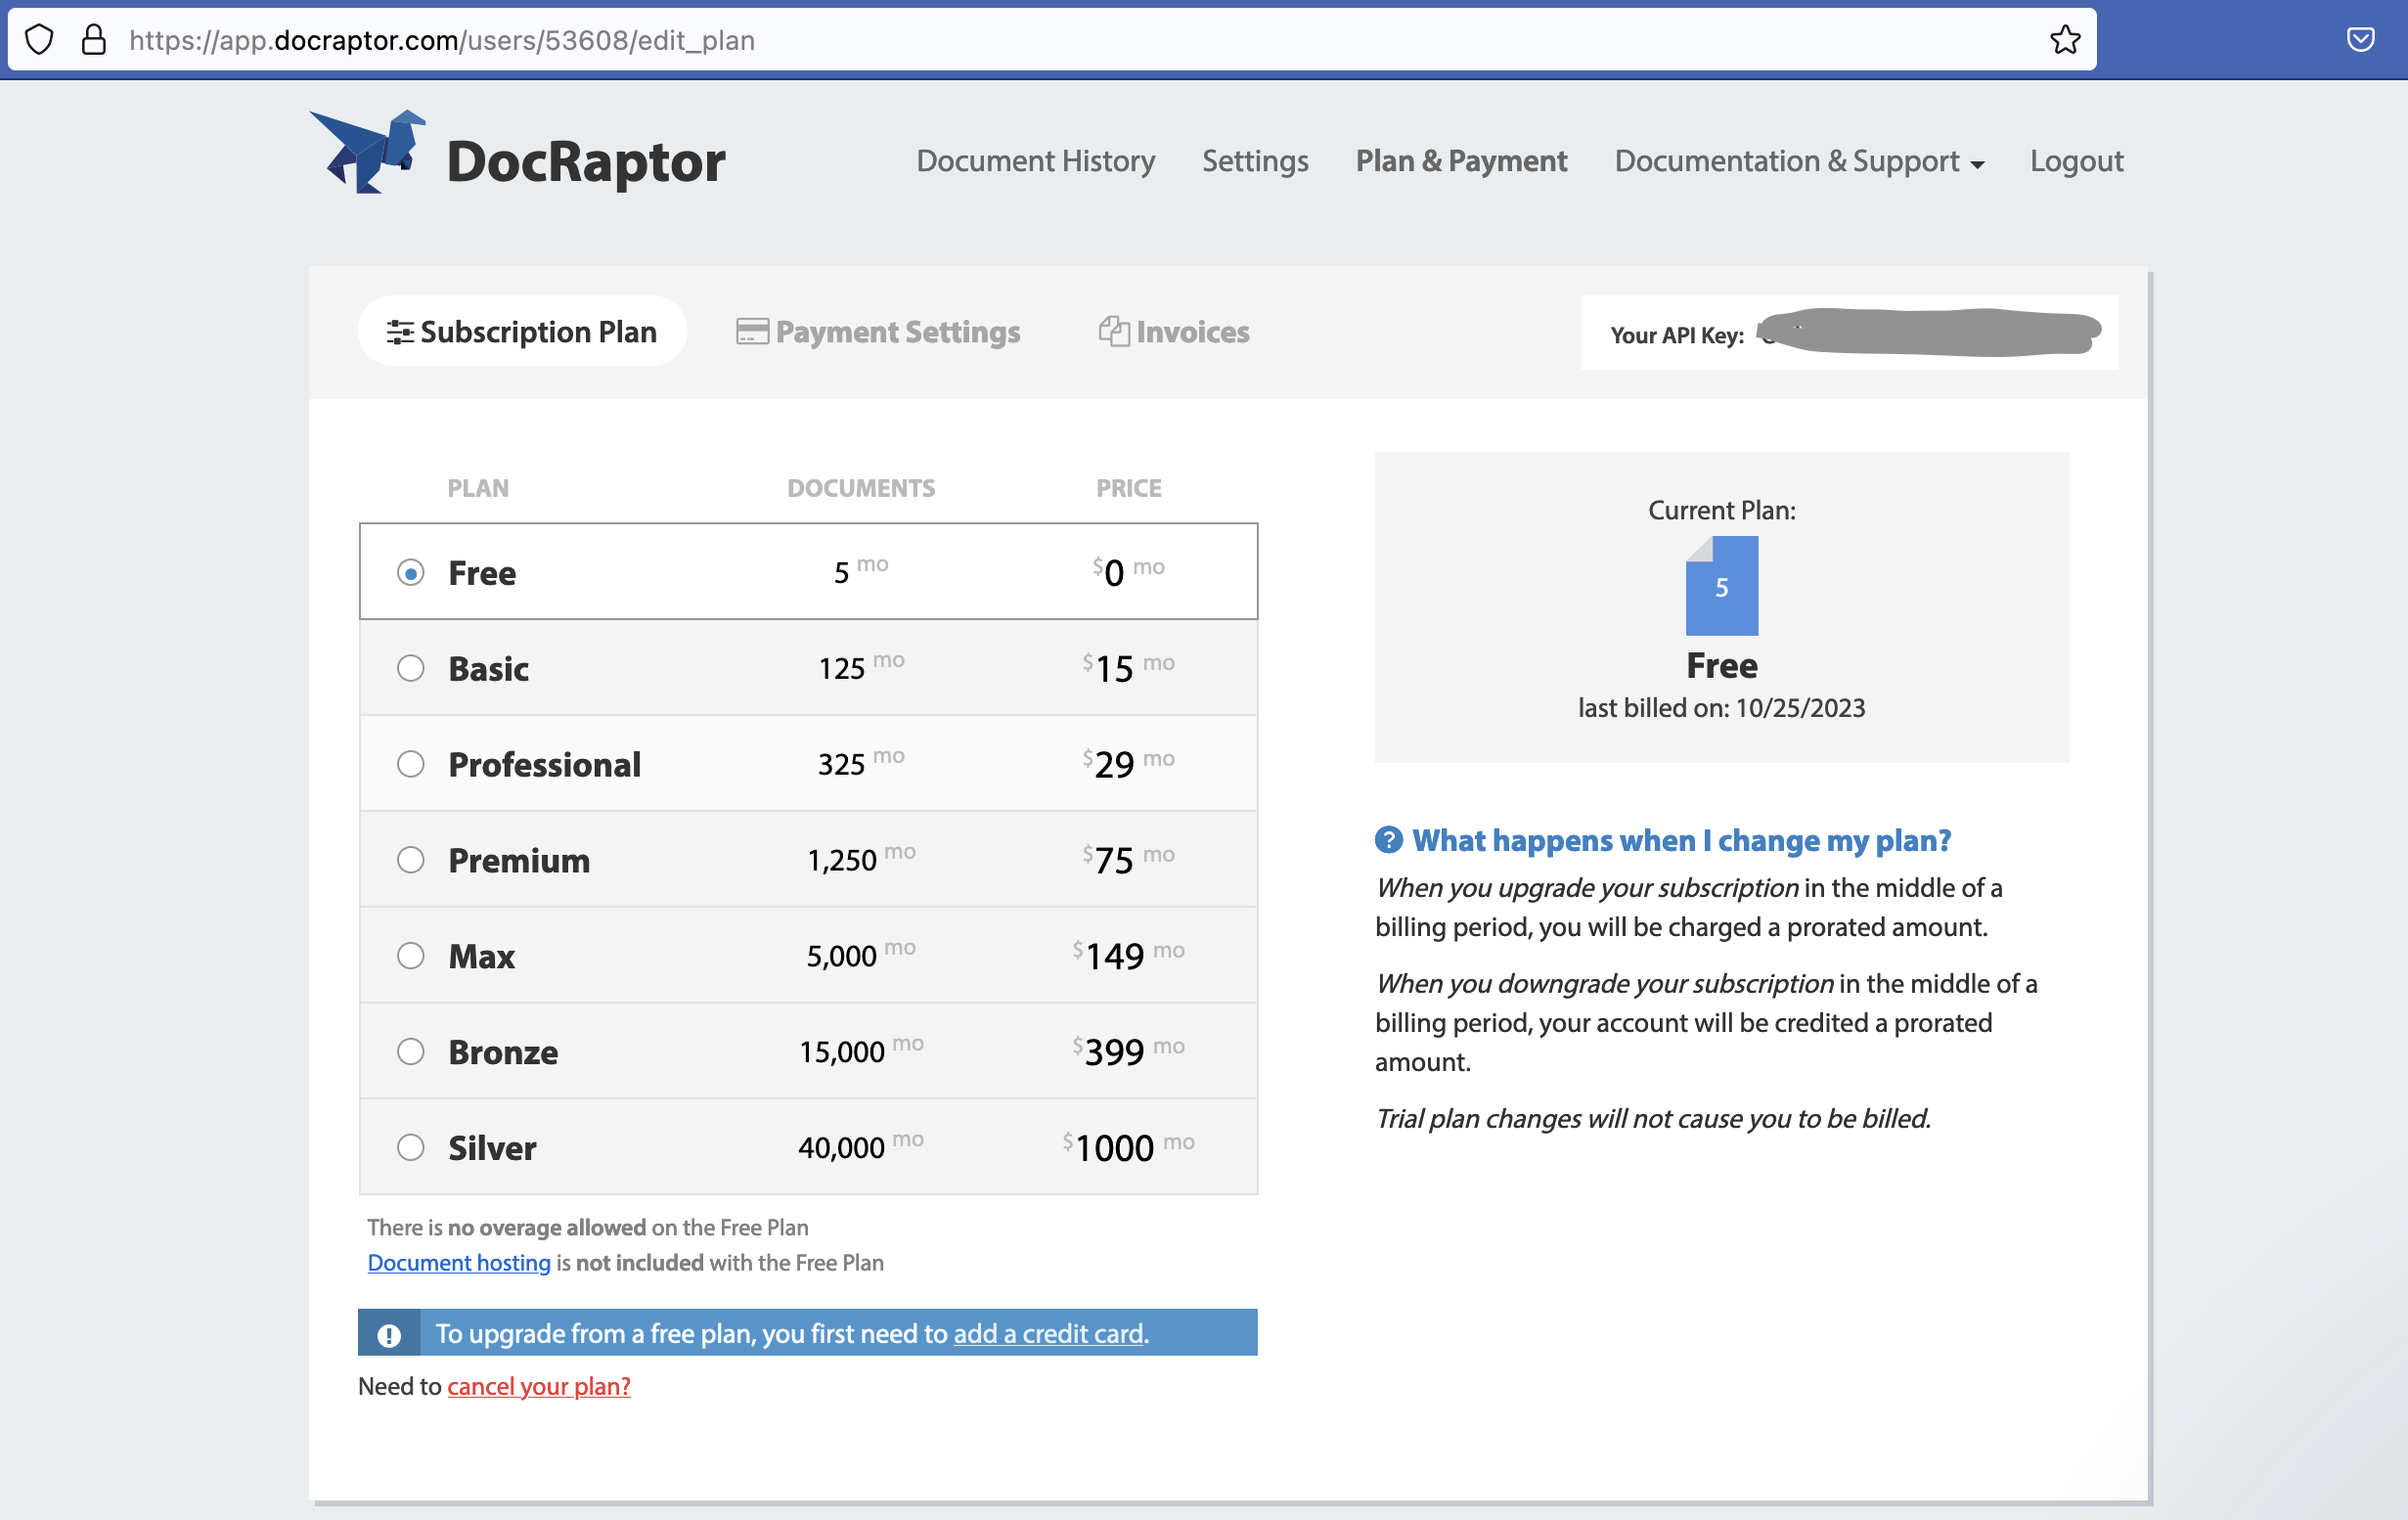 https://app.docraptor.com/users/53608/edit_plan
DocRaptor
Document History Settings Plan & Payment Documentation & Support Logout
Subscription Plan Payment Settings Invoices
Your API Key:
PLAN DOCUMENTS PRICE
Free 5 mo $0 mo
Basic 125 mo $15 mo
Professional 325 mo $29 mo
Premium 1,250 mo $75 mo
Max 5,000 mo $149 mo
Bronze 15,000 mo $399 mo
Silver 40,000 mo $1000 mo
There is no overage allowed on the Free Plan
Document hosting is not included with the Free Plan
To upgrade from a free plan, you first need to add a credit card.
Need to cancel your plan?
Current Plan:
5
Free
last billed on: 10/25/2023
What happens when I change my plan?
When you upgrade your subscription in the middle of a
billing period, you will be charged a prorated amount.
When you downgrade your subscription in the middle of a
billing period, your account will be credited a prorated
amount.
Trial plan changes will not cause you to be billed.